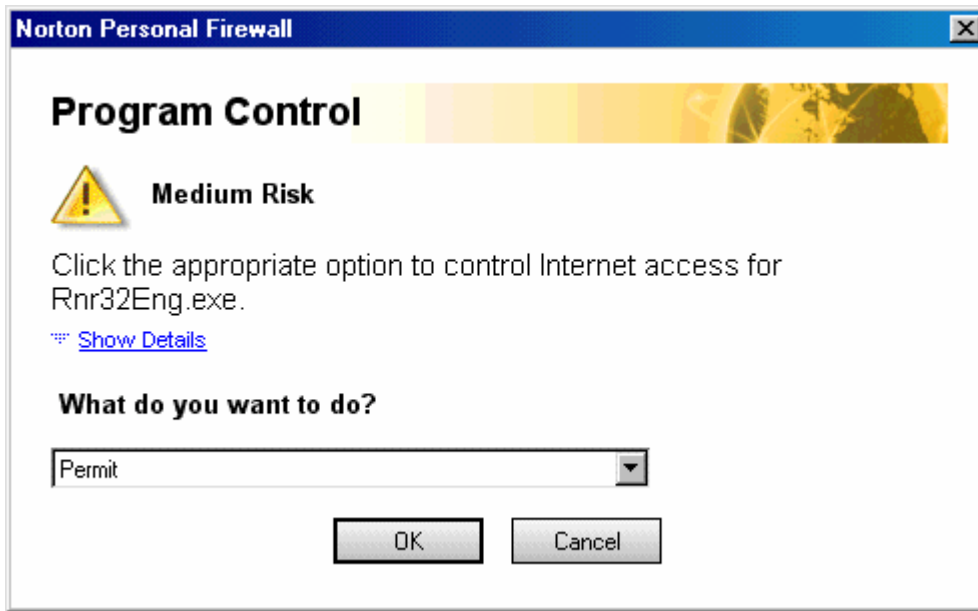 Norton Personal Firewall
Program Control
Medium Risk
Click the appropriate option to control Internet access for
Rnr32Eng.exe.
Show Details
What do you want to do?
Permit
OK
Cancel